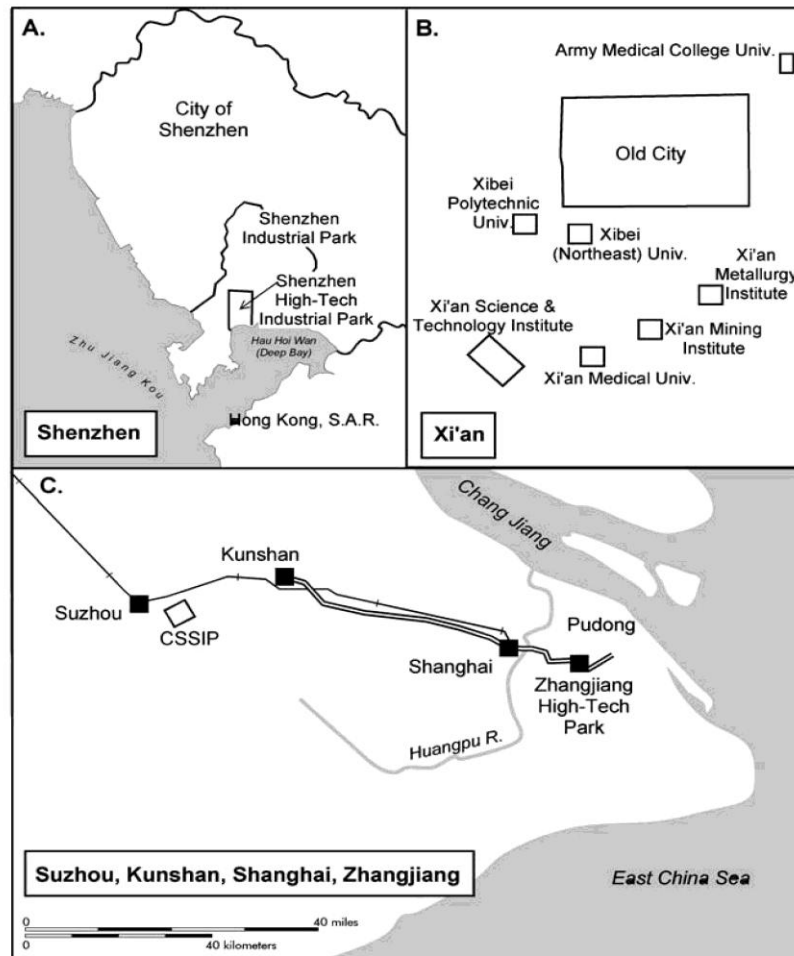 A.
City of
Shenzhen
Shenzhen
Industrial Park
Shenzhen
High-Tech
Industrial Park
Hau Hoi Wan
(Deep Bay)
Zhu Jiang Kou
Hong Kong, S.A.R.
Shenzhen
B.
Army Medical College Univ.
Old City
Xibei
Polytechnic
Univ.
Xibei
(Northeast) Univ.
Xi'an
Metallurgy
Institute
Xi'an Science &
Technology Institute
Xi'an Mining
Institute
Xi'an Medical Univ.
Xi'an
C.
Chang Jiang
Kunshan
Suzhou
CSSIP
Pudong
Shanghai
Zhangjiang
High-Tech
Park
Huangpu R.
Suzhou, Kunshan, Shanghai, Zhangjiang
East China Sea
0 40 miles
0 40 kilometers